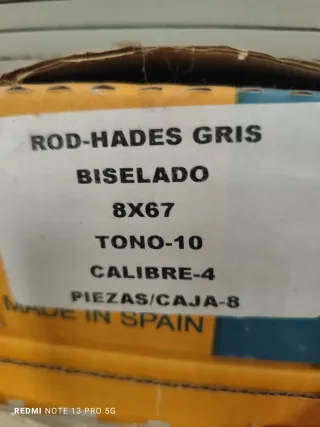 ROD-HADES GRIS
BISELADO
8X67
TONO-10
CALIBRE-4
PIEZAS/CAJA-8
MADE IN SPAIN
REDMI NOTE 13 PRO 5G